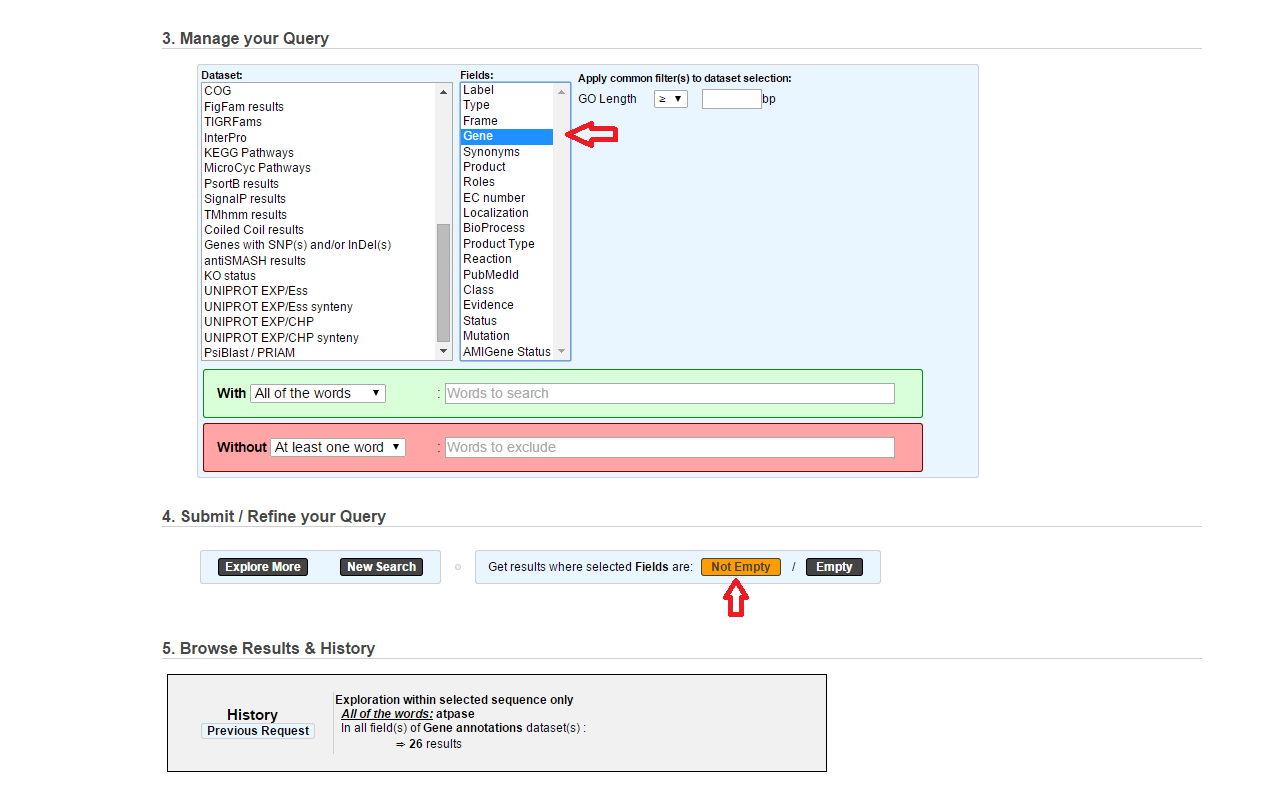 3. Manage your Query
Dataset:
COG
FigFam results
TIGRFams
InterPro
KEGG Pathways
MicroCyc Pathways
PsortB results
SignalP results
TMhmm results
Coiled Coil results
Genes with SNP(s) and/or InDel(s)
antiSMASH results
KO status
UNIPROT EXP/Ess
UNIPROT EXP/Ess synteny
UNIPROT EXP/CHP
UNIPROT EXP/CHP synteny
PsiBlast / PRIAM
Fields:
Label
Type
Frame
Gene
Synonyms
Product
Roles
EC number
Localization
BioProcess
Product Type
Reaction
PubMedId
Class
Evidence
Status
Mutation
AMIGene Status
Apply common filter(s) to dataset selection:
GO Length ≥ bp
With All of the words : Words to search
Without At least one word : Words to exclude
4. Submit / Refine your Query
Explore More New Search Get results where selected Fields are: Not Empty / Empty
5. Browse Results & History
History
Previous Request
Exploration within selected sequence only
All of the words: atpase
In all field(s) of Gene annotations dataset(s) :
⇒ 26 results